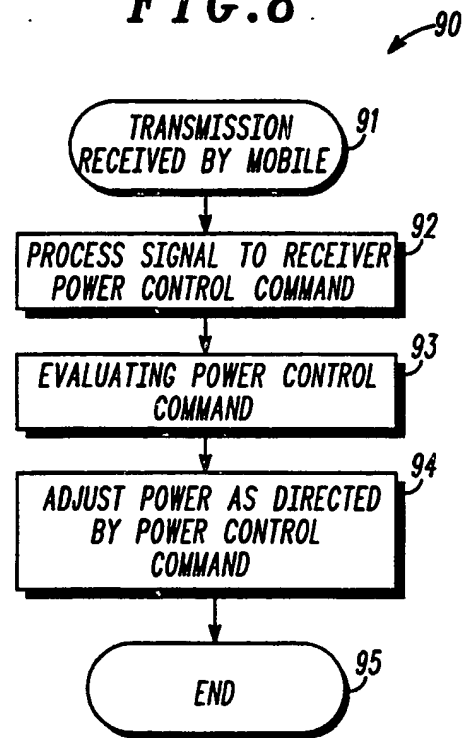 FIG.8
90
TRANSMISSION
RECEIVED BY MOBILE
91
PROCESS SIGNAL TO RECEIVER
POWER CONTROL COMMAND
92
EVALUATING POWER CONTROL
COMMAND
93
ADJUST POWER AS DIRECTED
BY POWER CONTROL
COMMAND
94
END
95